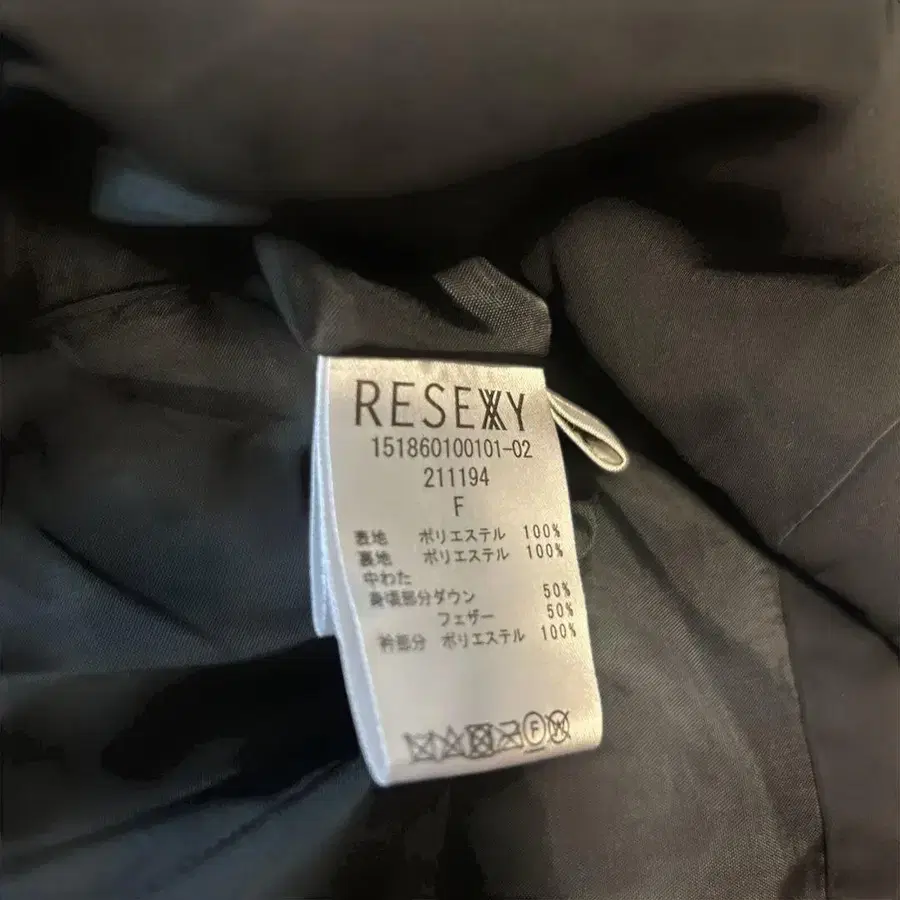 RESEXXY
151860100101-02
211194
F
表地 ポリエステル 100%
裏地 ポリエステル 100%
中わた
身頃部分ダウン 50%
フェザー 50%
衿部分 ポリエステル 100%
F W